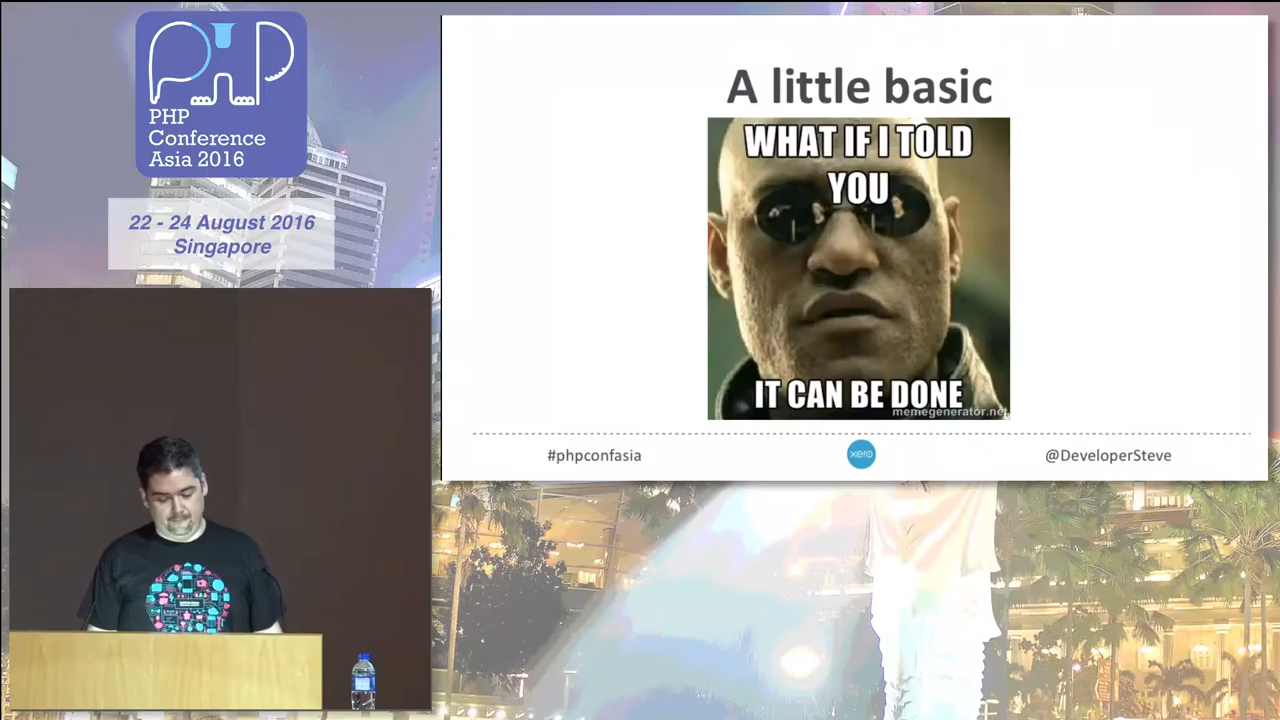 PHP
PHP
Conference
Asia 2016
22 - 24 August 2016
Singapore
A little basic
WHAT IF I TOLD
YOU
IT CAN BE DONE
memegenerator.net
#phpconfasia
xero
@DeveloperSteve